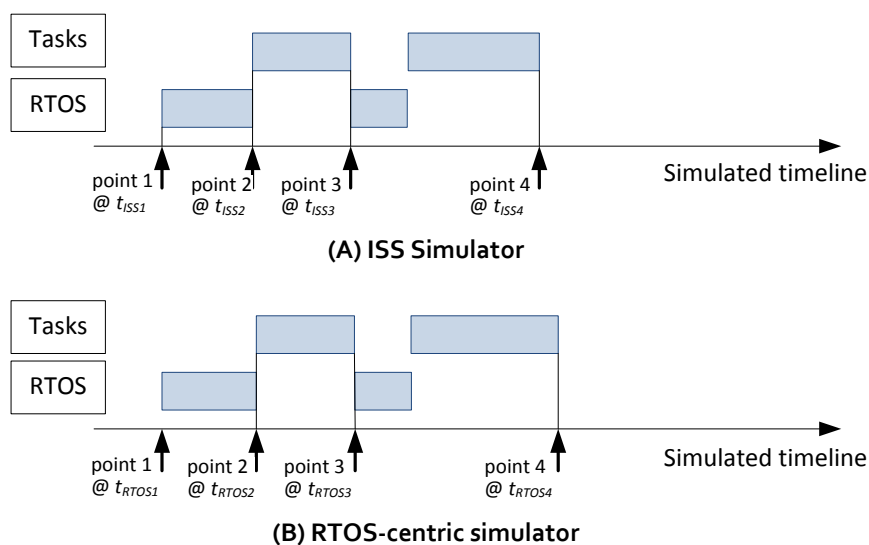 Tasks
RTOS
Simulated timeline
point 1
@ tISS1
point 2
@ tISS2
point 3
@ tISS3
point 4
@ tISS4
(A) ISS Simulator
Tasks
RTOS
Simulated timeline
point 1
@ tRTOS1
point 2
@ tRTOS2
point 3
@ tRTOS3
point 4
@ tRTOS4
(B) RTOS-centric simulator